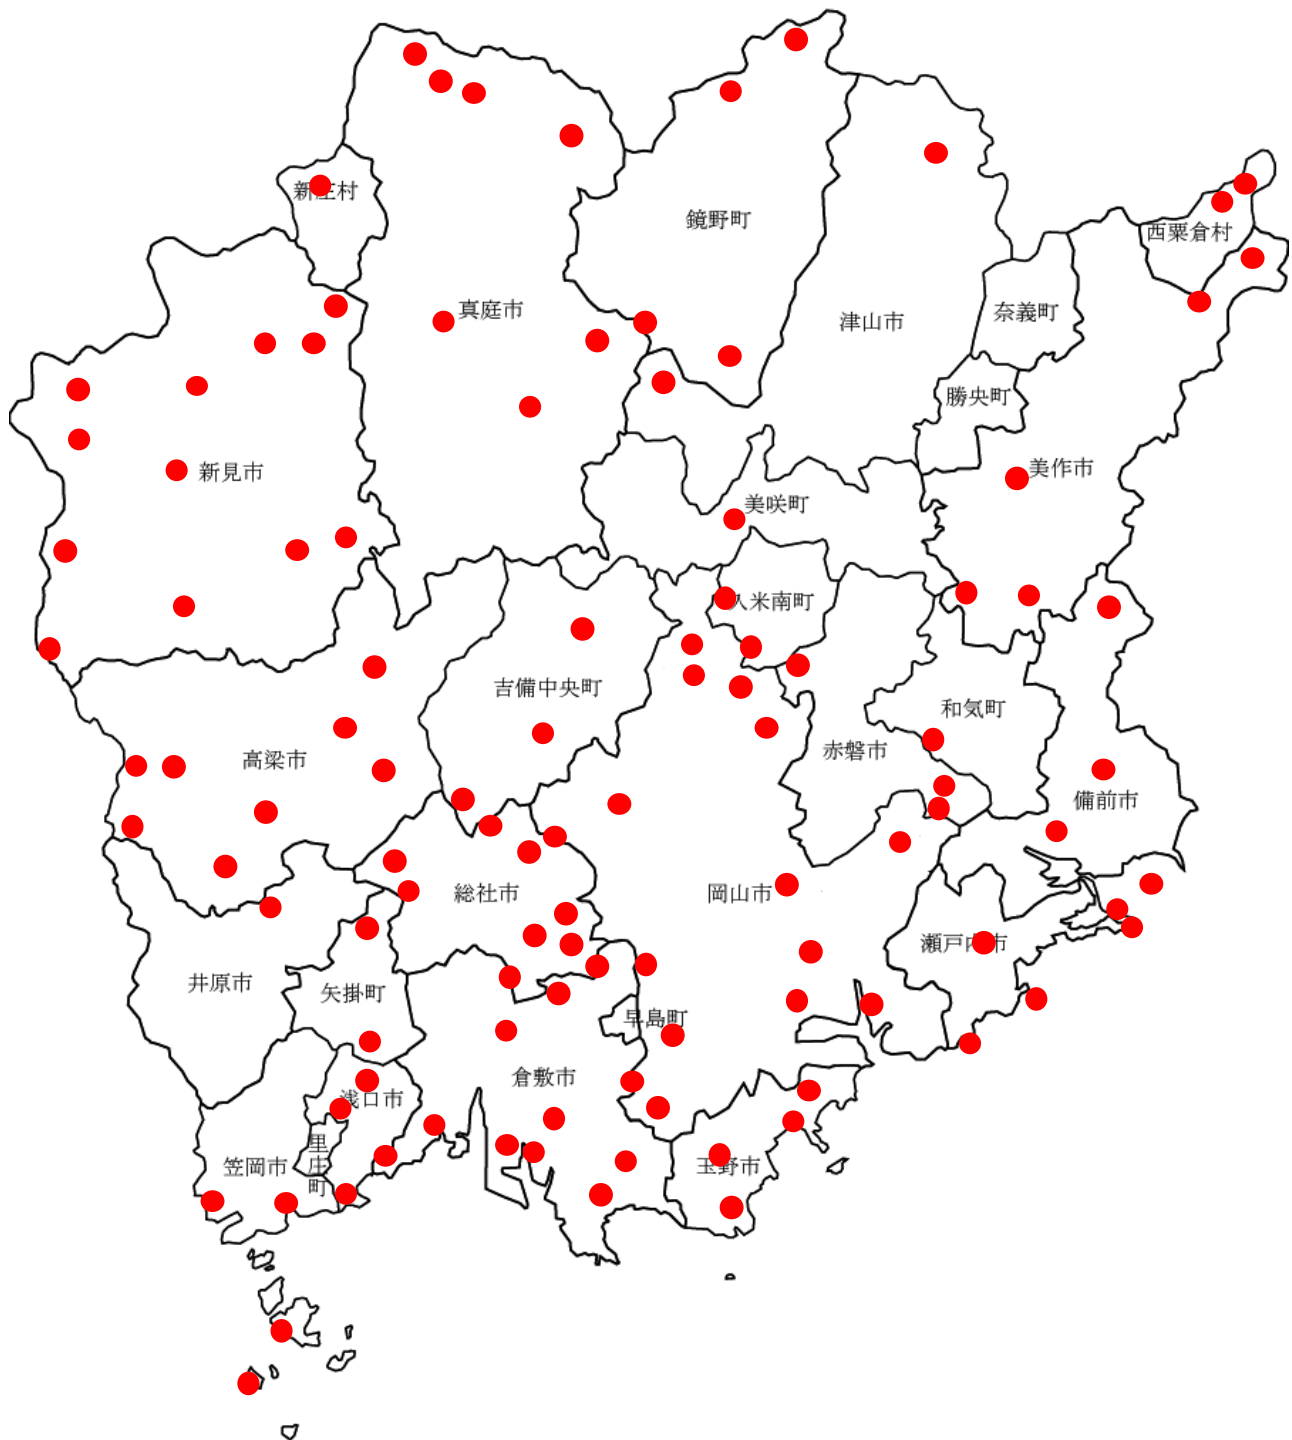 新庄村
西粟倉村
鏡野町
真庭市
奈義町
津山市
勝央町
新見市
美作市
美咲町
久米南町
吉備中央町
和気町
赤磐市
高梁市
備前市
総社市
岡山市
瀬戸内市
井原市
矢掛町
早島町
倉敷市
浅口市
里庄町
笠岡市
玉野市